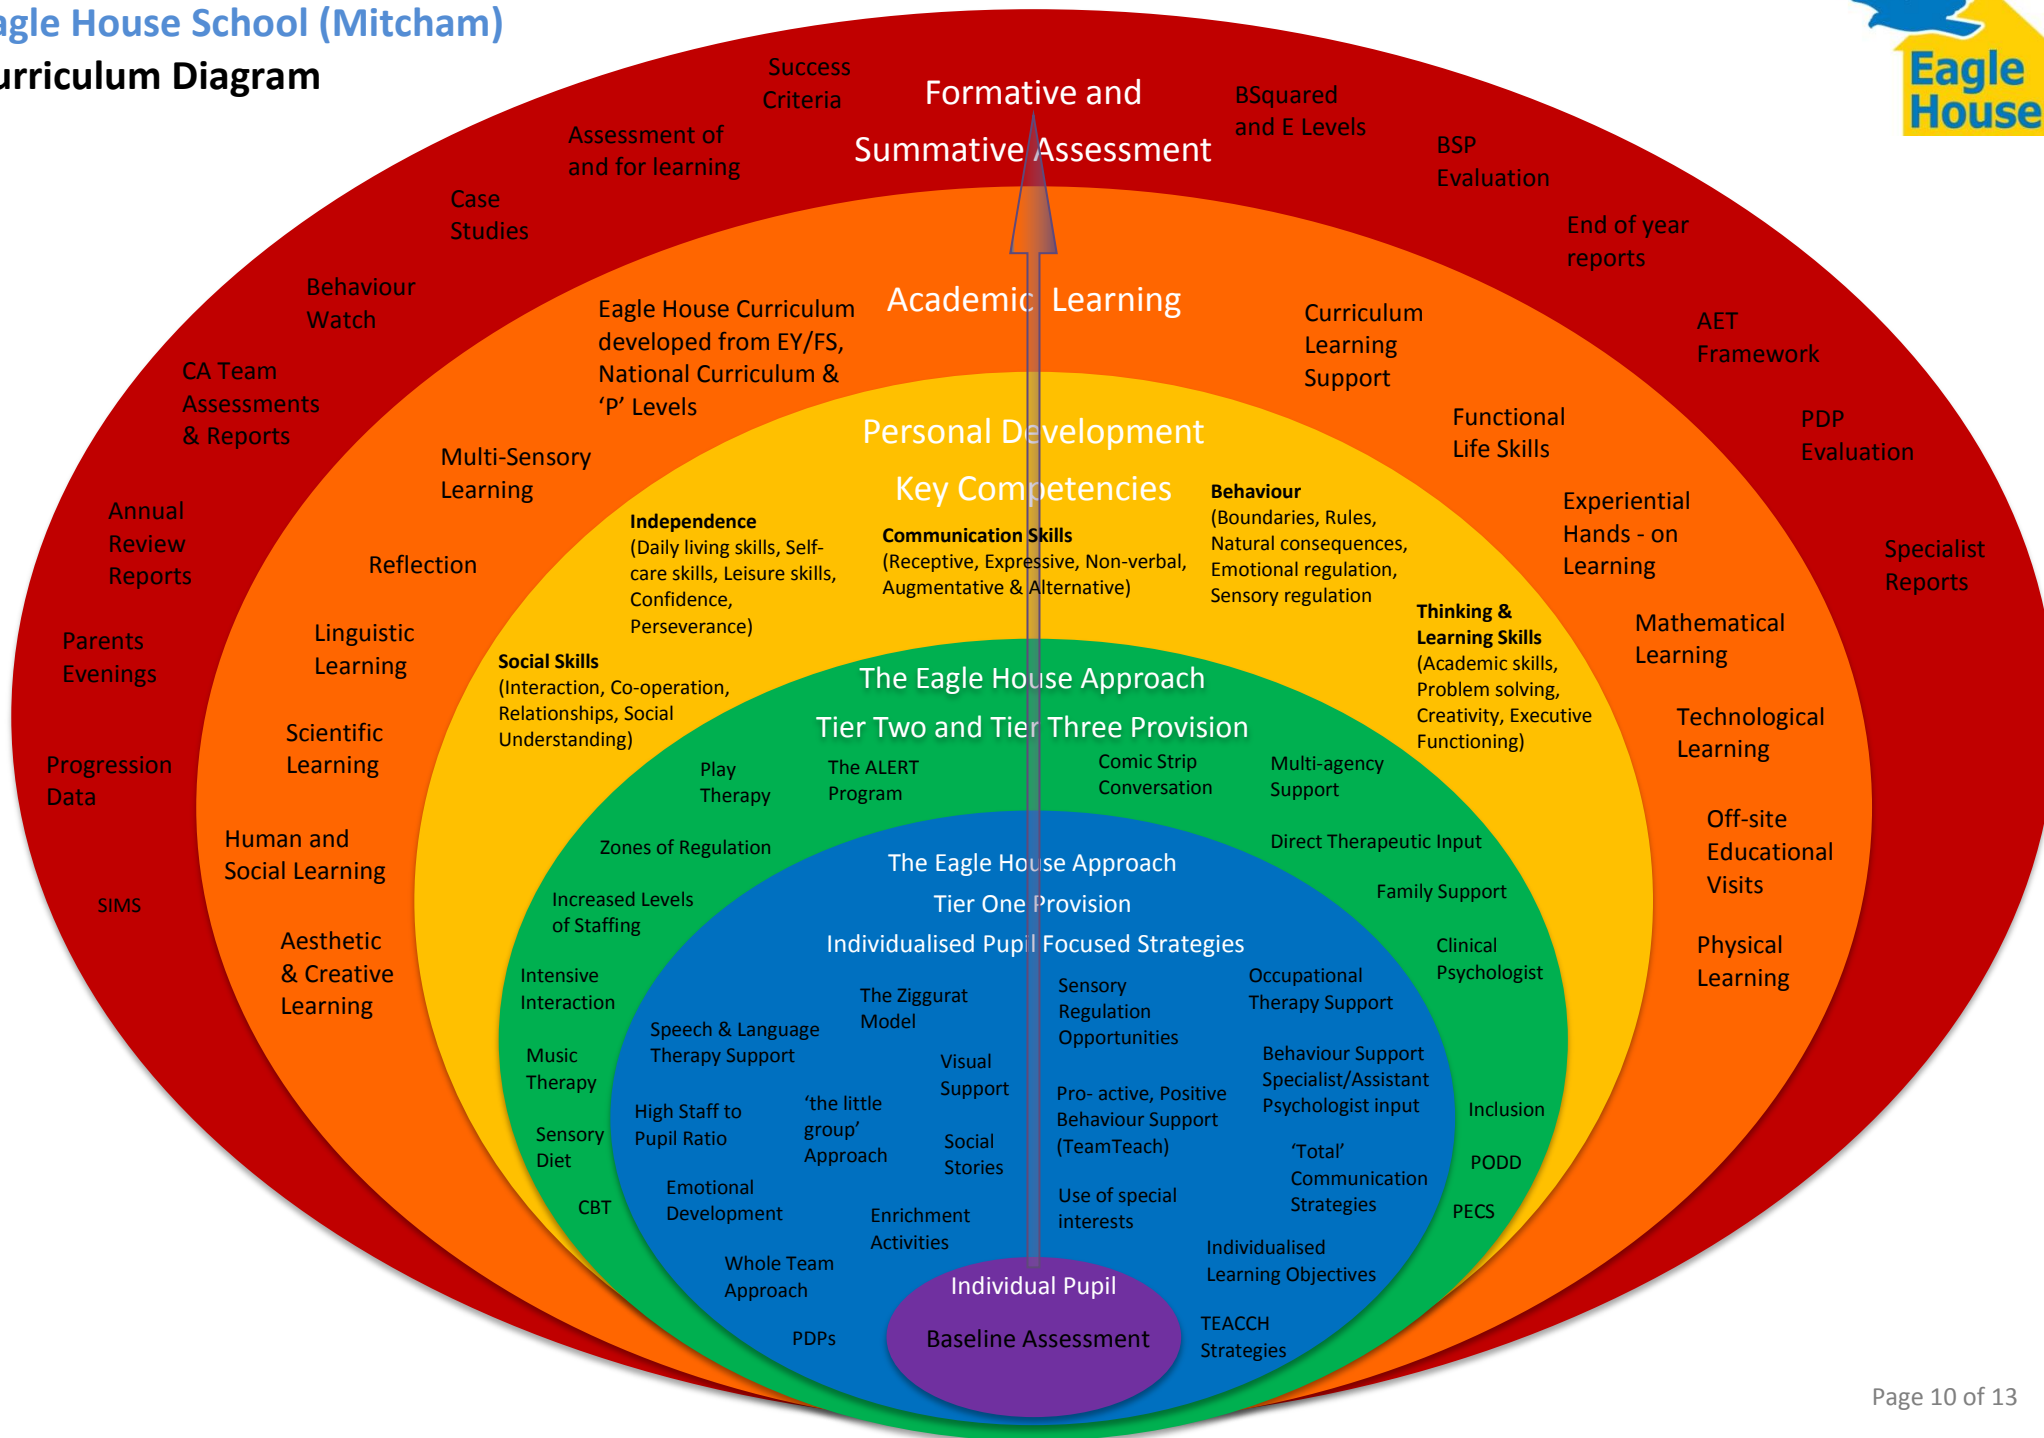 agle House School (Mitcham)
urriculum Diagram
Eagle
House
Formative and
Summative Assessment
Success
Criteria
Assessment of
and for learning
Case
Studies
Behaviour
Watch
CA Team
Assessments
& Reports
Annual
Review
Reports
Parents
Evenings
Progression
Data
SIMS
BSquared
and E Levels
BSP
Evaluation
End of year
reports
AET
Framework
PDP
Evaluation
Specialist
Reports
Academic Learning
Eagle House Curriculum
developed from EY/FS,
National Curriculum &
‘P’ Levels
Multi-Sensory
Learning
Reflection
Linguistic
Learning
Scientific
Learning
Human and
Social Learning
Aesthetic
& Creative
Learning
Curriculum
Learning
Support
Functional
Life Skills
Experiential
Hands - on
Learning
Mathematical
Learning
Technological
Learning
Off-site
Educational
Visits
Physical
Learning
Personal Development
Key Competencies
Social Skills
(Interaction, Co-operation,
Relationships, Social
Understanding)
Independence
(Daily living skills, Self-
care skills, Leisure skills,
Confidence,
Perseverance)
Communication Skills
(Receptive, Expressive, Non-verbal,
Augmentative & Alternative)
Behaviour
(Boundaries, Rules,
Natural consequences,
Emotional regulation,
Sensory regulation
Thinking &
Learning Skills
(Academic skills,
Problem solving,
Creativity, Executive
Functioning)
The Eagle House Approach
Tier Two and Tier Three Provision
Play
Therapy
The ALERT
Program
Comic Strip
Conversation
Multi-agency
Support
Zones of Regulation
Direct Therapeutic Input
Increased Levels
of Staffing
Family Support
Intensive
Interaction
Clinical
Psychologist
Music
Therapy
Sensory
Diet
CBT
Inclusion
PODD
PECS
The Eagle House Approach
Tier One Provision
Individualised Pupil Focused Strategies
The Ziggurat
Model
Sensory
Regulation
Opportunities
Occupational
Therapy Support
Speech & Language
Therapy Support
Visual
Support
Behaviour Support
Specialist/Assistant
Psychologist input
High Staff to
Pupil Ratio
‘the little
group’
Approach
Social
Stories
Pro- active, Positive
Behaviour Support
(TeamTeach)
‘Total’
Communication
Strategies
Emotional
Development
Enrichment
Activities
Use of special
interests
Whole Team
Approach
Individualised
Learning Objectives
PDPs
TEACCH
Strategies
Individual Pupil
Baseline Assessment
Page 10 of 13